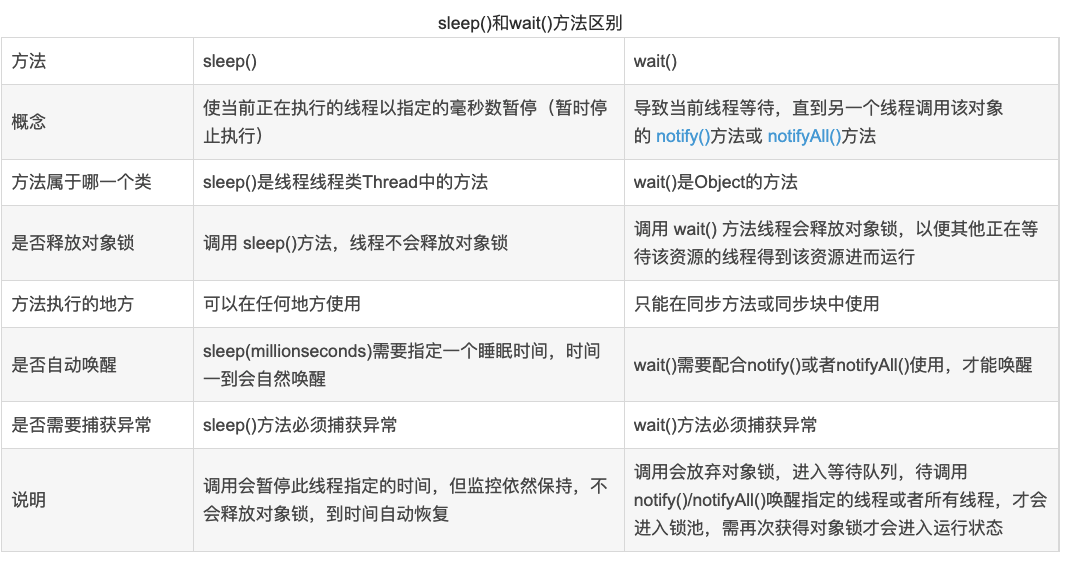 sleep()和wait()方法区别
方法
sleep()
wait()
概念
使当前正在执行的线程以指定的毫秒数暂停（暂时停
止执行）
导致当前线程等待，直到另一个线程调用该对象
的 notify()方法或 notifyAll()方法
方法属于哪一个类
sleep()是线程线程类Thread中的方法
wait()是Object的方法
是否释放对象锁
调用 sleep()方法，线程不会释放对象锁
调用 wait() 方法线程会释放对象锁，以便其他正在等
待该资源的线程得到该资源进而运行
方法执行的地方
可以在任何地方使用
只能在同步方法或同步块中使用
是否自动唤醒
sleep(millionseconds)需要指定一个睡眠时间，时间
一到会自然唤醒
wait()需要配合notify()或者notifyAll()使用，才能唤醒
是否需要捕获异常
sleep()方法必须捕获异常
wait()方法必须捕获异常
说明
调用会暂停此线程指定的时间，但监控依然保持，不
会释放对象锁，到时间自动恢复
调用会放弃对象锁，进入等待队列，待调用
notify()/notifyAll()唤醒指定的线程或者所有线程，才会
进入锁池，需再次获得对象锁才会进入运行状态